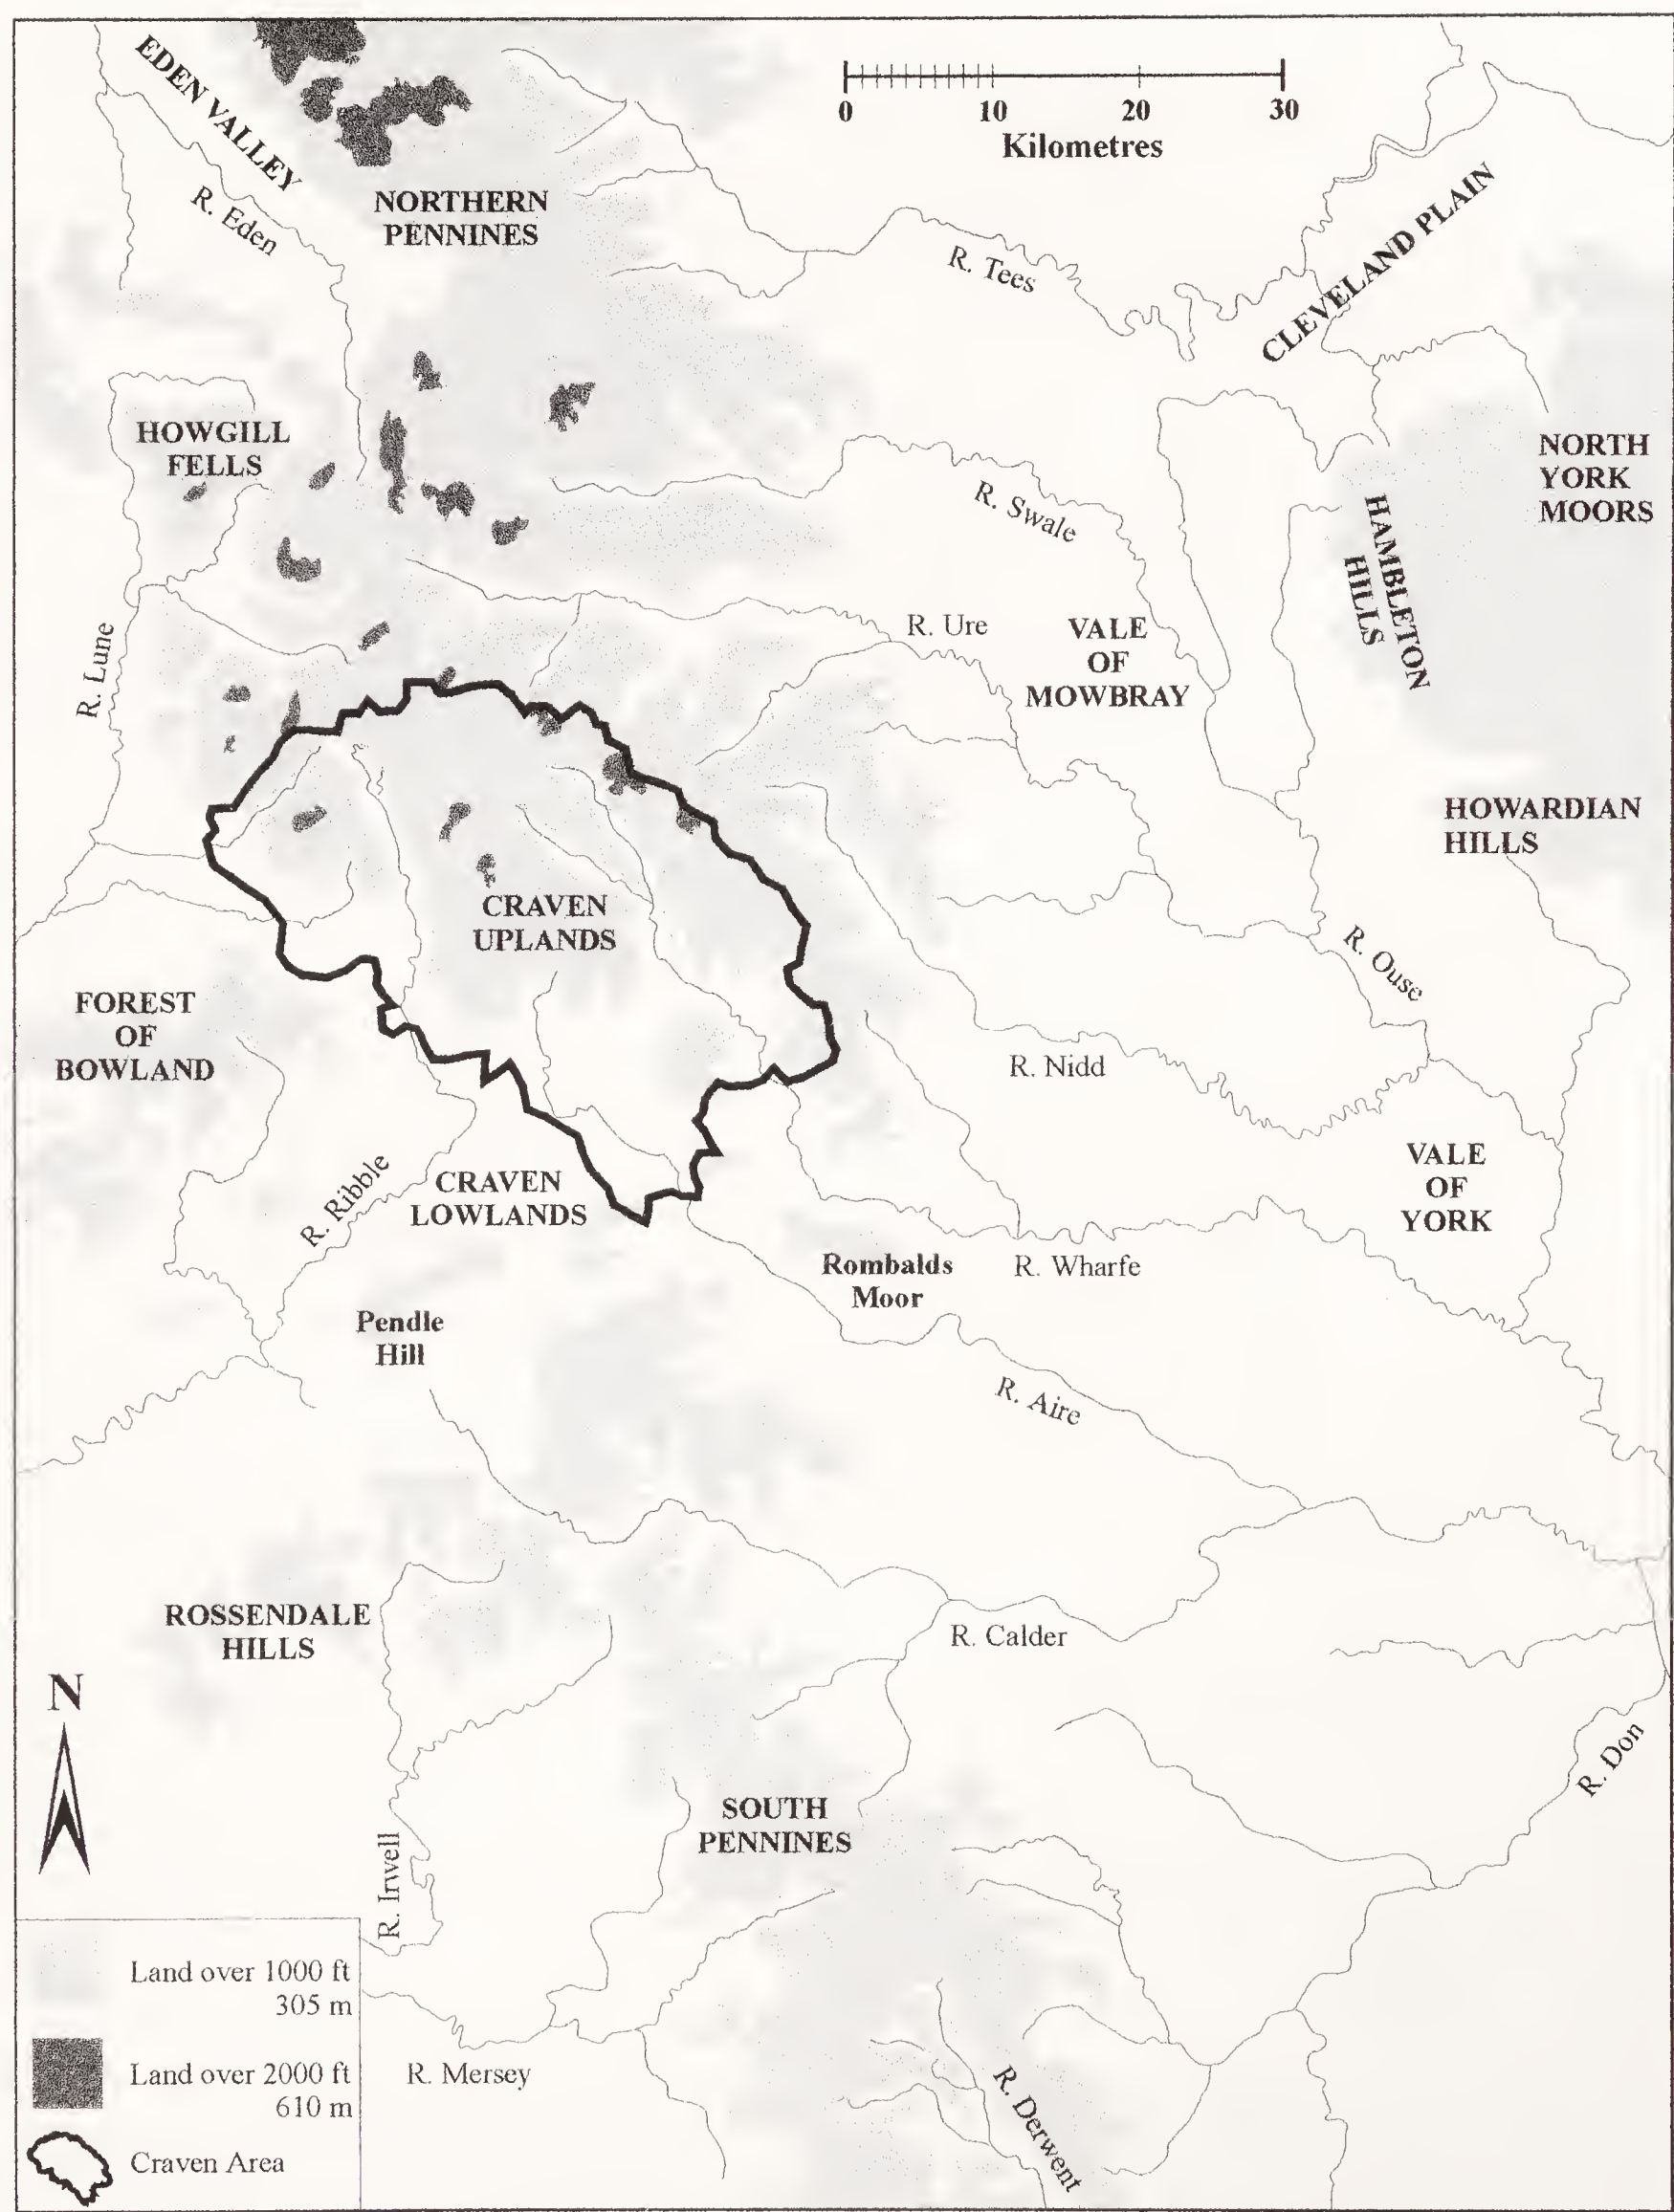 EDEN VALLEY
R. Eden
NORTHERN
PENNINES
0 10 20 30
Kilometres
R. Tees
CLEVELAND PLAIN
HOWGILL
FELLS
NORTH
YORK
MOORS
R. Swale
HAMBLETON
HILLS
R. Lune
R. Ure
VALE
OF
MOWBRAY
HOWARDIAN
HILLS
CRAVEN
UPLANDS
R. Ouse
FOREST
OF
BOWLAND
R. Nidd
R. Ribble
CRAVEN
LOWLANDS
VALE
OF
YORK
Rombalds
Moor
R. Wharfe
Pendle
Hill
R. Aire
ROSSENDALE
HILLS
R. Calder
N
R. Don
SOUTH
PENNINES
R. Irwell
Land over 1000 ft
305 m
Land over 2000 ft
610 m
Craven Area
R. Mersey
R. Derwent